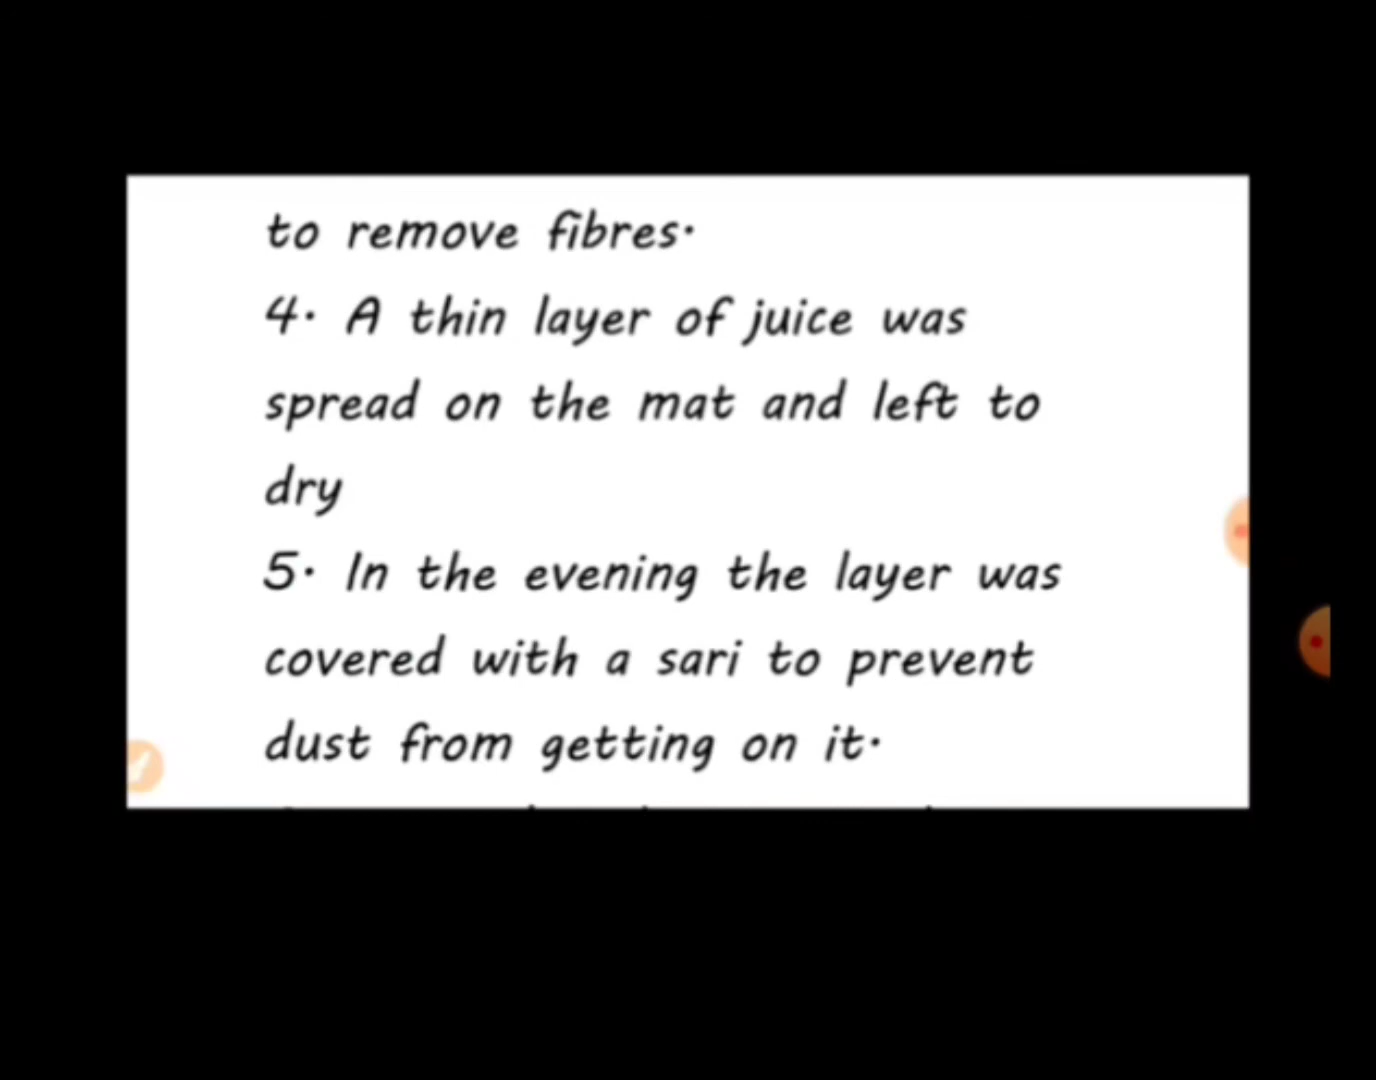 to remove fibres.
4. A thin layer of juice was
spread on the mat and left to
dry
5. In the evening the layer was
covered with a sari to prevent
dust from getting on it.